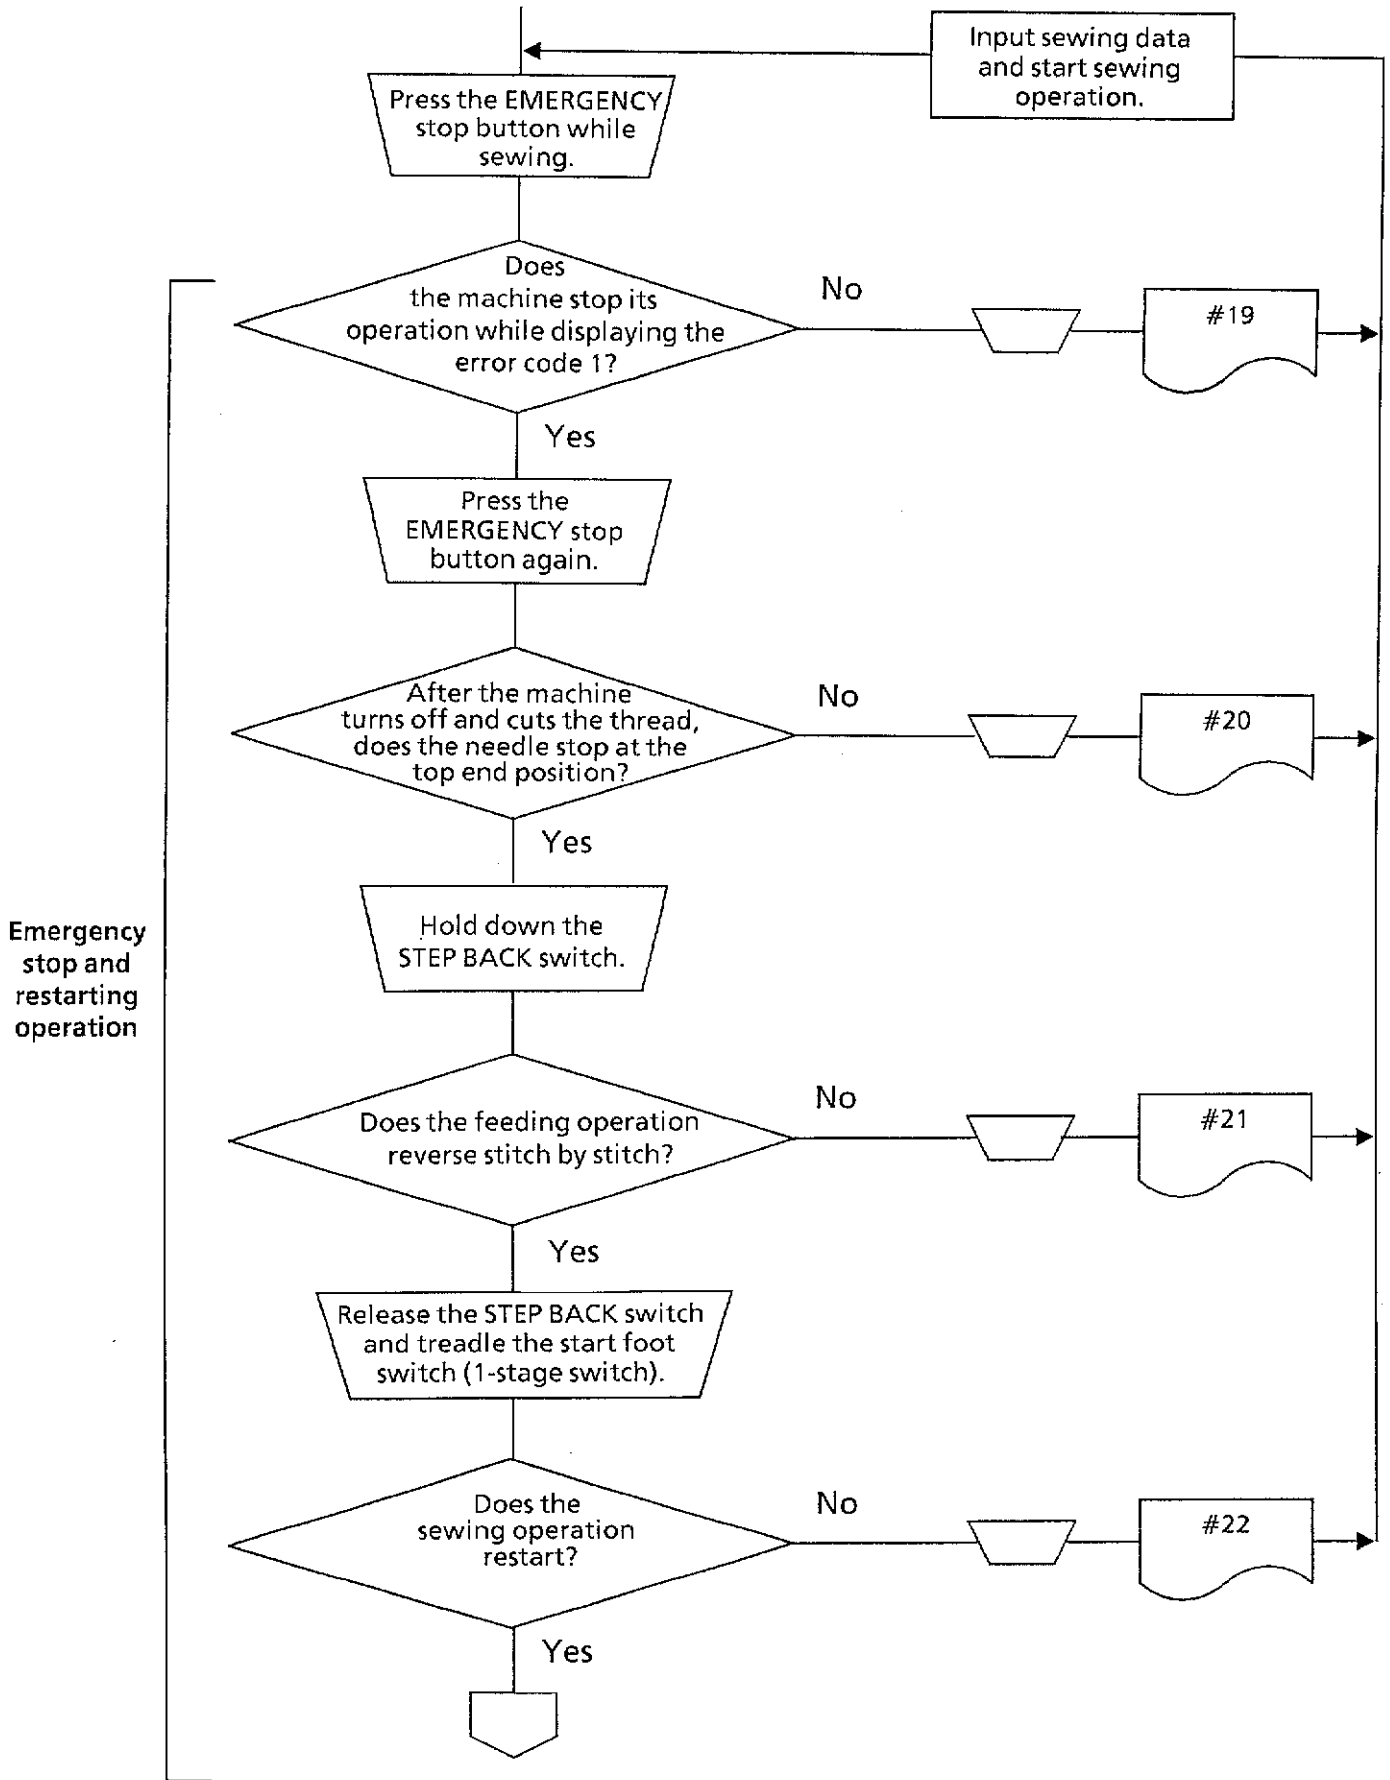 Input sewing data
and start sewing
operation.
Press the EMERGENCY
stop button while
sewing.
Does
the machine stop its
operation while displaying the
error code 1?
No
#19
Yes
Press the
EMERGENCY stop
button again.
After the machine
turns off and cuts the thread,
does the needle stop at the
top end position?
No
#20
Yes
Hold down the
STEP BACK switch.
Emergency
stop and
restarting
operation
Does the feeding operation
reverse stitch by stitch?
No
#21
Yes
Release the STEP BACK switch
and treadle the start foot
switch (1-stage switch).
Does the
sewing operation
restart?
No
#22
Yes